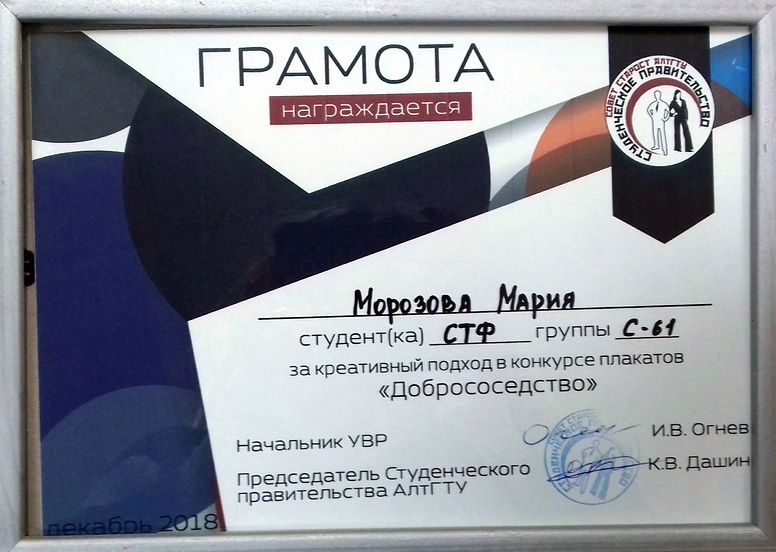 ГРАМОТА
награждается
СОВЕТ СТАРОСТ АЛТГТУ
СТУДЕНЧЕСКОЕ ПРАВИТЕЛЬСТВО
Морозова Мария
студент(ка) СТФ группы С-61
за креативный подход в конкурсе плакатов
«Добрососедство»
Начальник УВР И.В. Огнев
Председатель Студенческого
правительства АлтГТУ К.В. Дашин
декабрь 2018